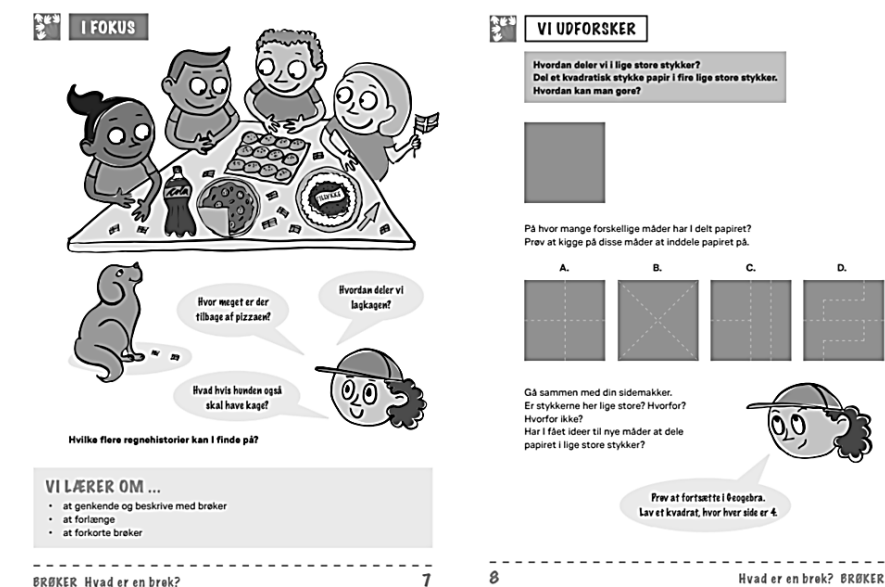 I FOKUS
Cola
TILLYKKE
Hvor meget er der
tilbage af pizzaen?
Hvordan deler vi
lagkagen?
Hvad hvis hunden også
skal have kage?
Hvilke flere regnehistorier kan I finde på?
VI LÆRER OM ...
• at genkende og beskrive med brøker
• at forlænge
• at forkorte brøker
BRØKER Hvad er en brøk?
7
VI UDFORSKER
Hvordan deler vi i lige store stykker?
Del et kvadratisk stykke papir i fire lige store stykker.
Hvordan kan man gøre?
På hvor mange forskellige måder har I delt papiret?
Prøv at kigge på disse måder at inddele papiret på.
A. B. C. D.
Gå sammen med din sidemakker.
Er stykkerne her lige store? Hvorfor?
Hvorfor ikke?
Har I fået ideer til nye måder at dele
papiret i lige store stykker?
Prøv at fortsætte i Geogebra.
Lav et kvadrat, hvor hver side er 4.
8
Hvad er en brøk? BRØKER